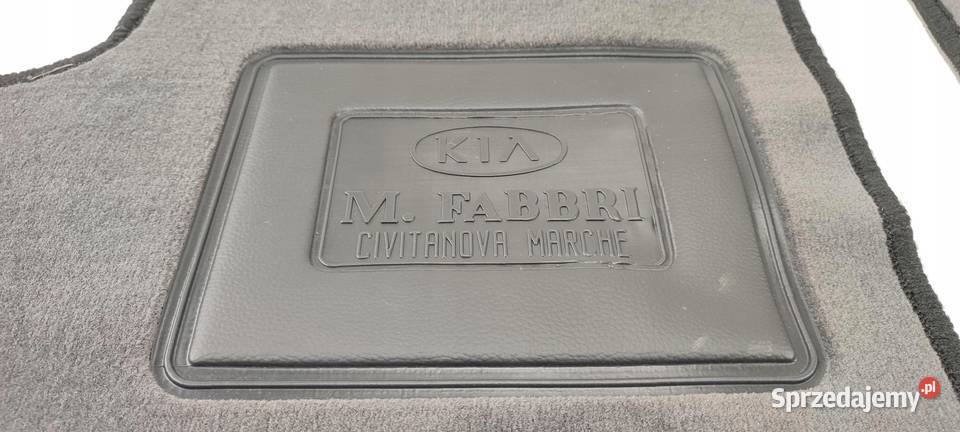 KIA
M. FABBRI
CIVITANOVA MARCHE
Sprzedajemy.pl